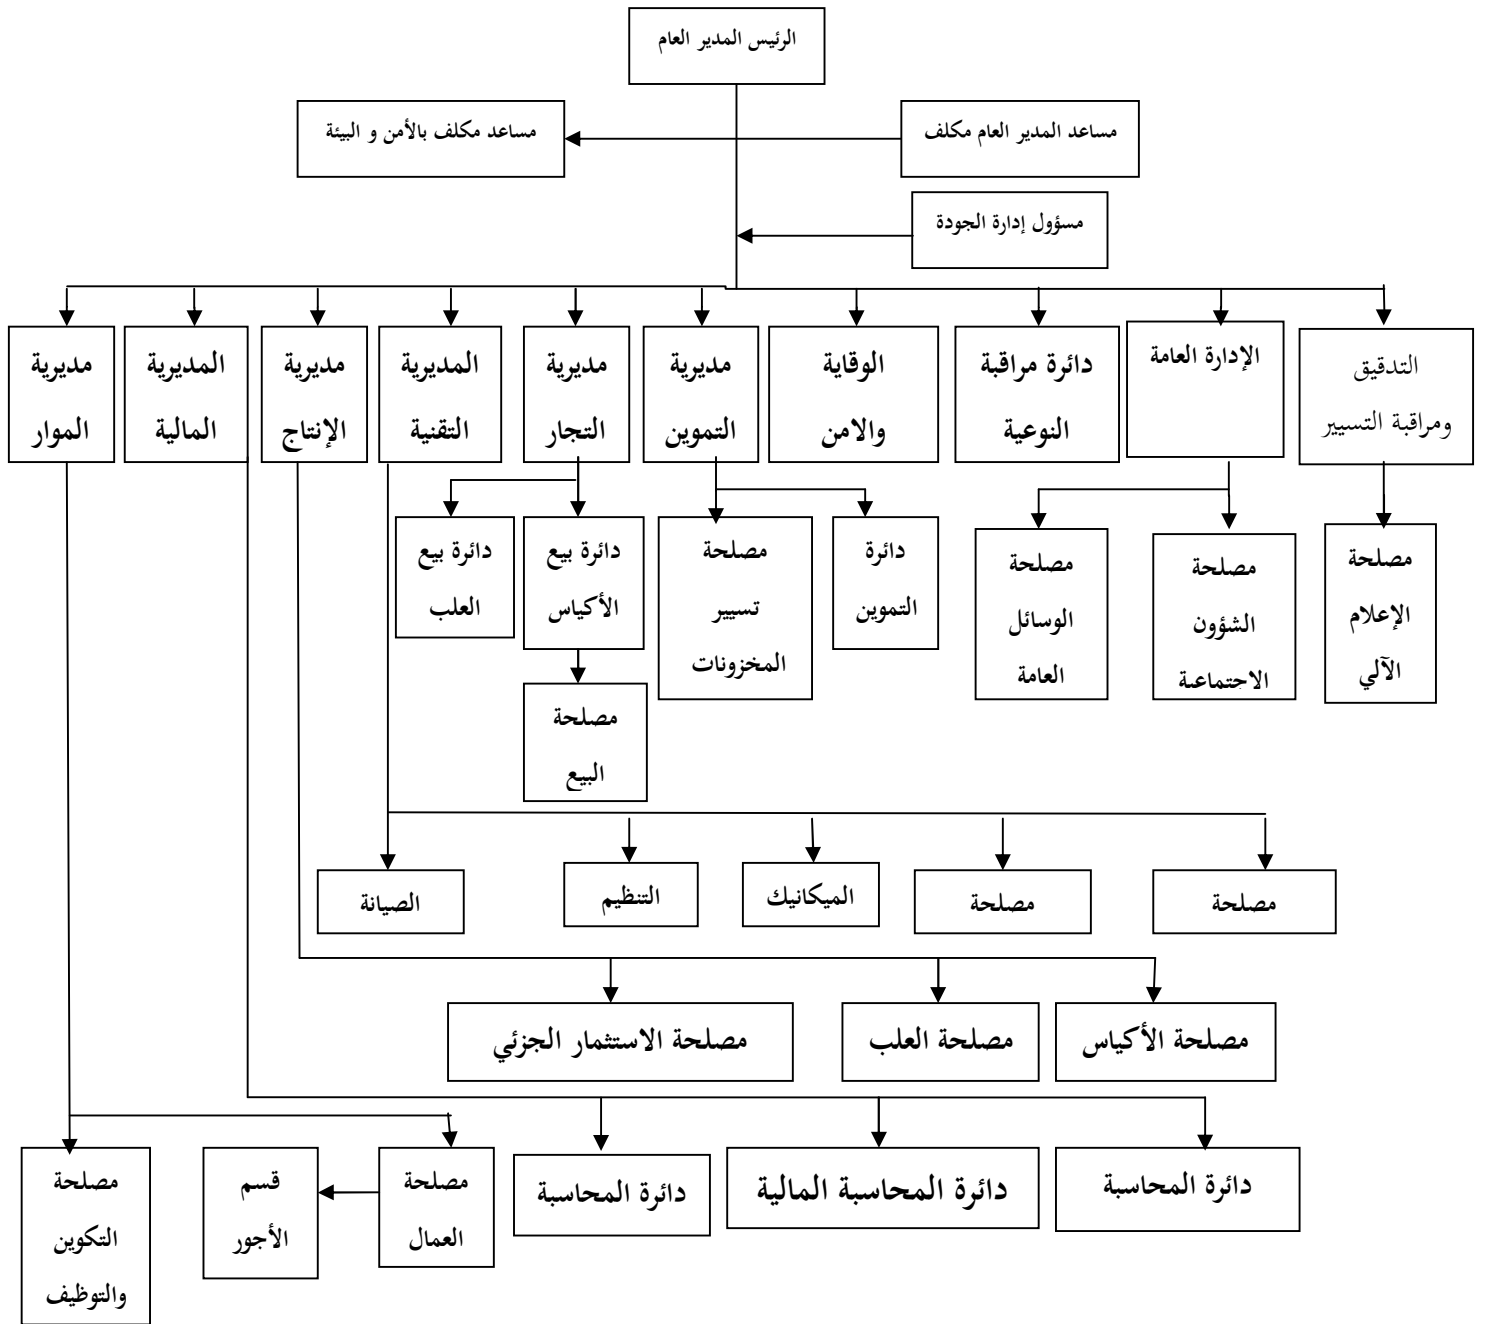 الرئيس المدير العام
مساعد المدير العام مكلف
مساعد مكلف بالأمن و البيئة
مسؤول إدارة الجودة
التدقيق
ومراقبة التسيير
الإدارة العامة
دائرة مراقبة
النوعية
الوقاية
والامن
مديرية
التموين
مديرية
التجار
المديرية
التقنية
مديرية
الإنتاج
المديرية
المالية
مديرية
الموار
مصلحة
الإعلام
الآلي
مصلحة
الشؤون
الاجتماعية
مصلحة
الوسائل
العامة
دائرة
التموين
مصلحة
تسيير
المخزونات
دائرة بيع
الأكياس
دائرة بيع
العلب
مصلحة
البيع
مصلحة
مصلحة
الميكانيك
التنظيم
الصيانة
مصلحة الأكياس
مصلحة العلب
مصلحة الاستثمار الجزئي
دائرة المحاسبة
دائرة المحاسبة المالية
دائرة المحاسبة
مصلحة
العمال
قسم
الأجور
مصلحة
التكوين
والتوظيف